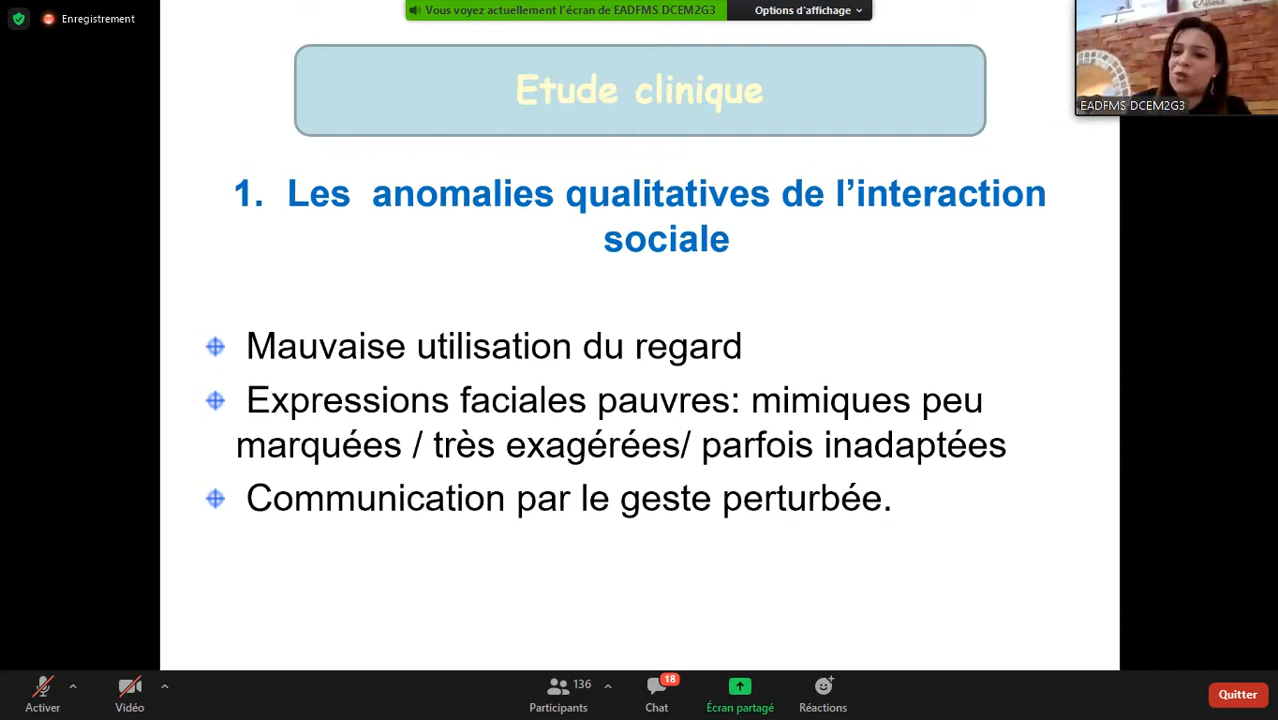 Enregistrement
Vous voyez actuellement l'écran de EADFMS DCEM2G3
Options d'affichage
EADFMS DCEM2G3
Etude clinique
1. Les anomalies qualitatives de l’interaction
sociale
Mauvaise utilisation du regard
Expressions faciales pauvres: mimiques peu
marquées / très exagérées/ parfois inadaptées
Communication par le geste perturbée.
Activer
Vidéo
136
Participants
18
Chat
Écran partagé
Réactions
Quitter